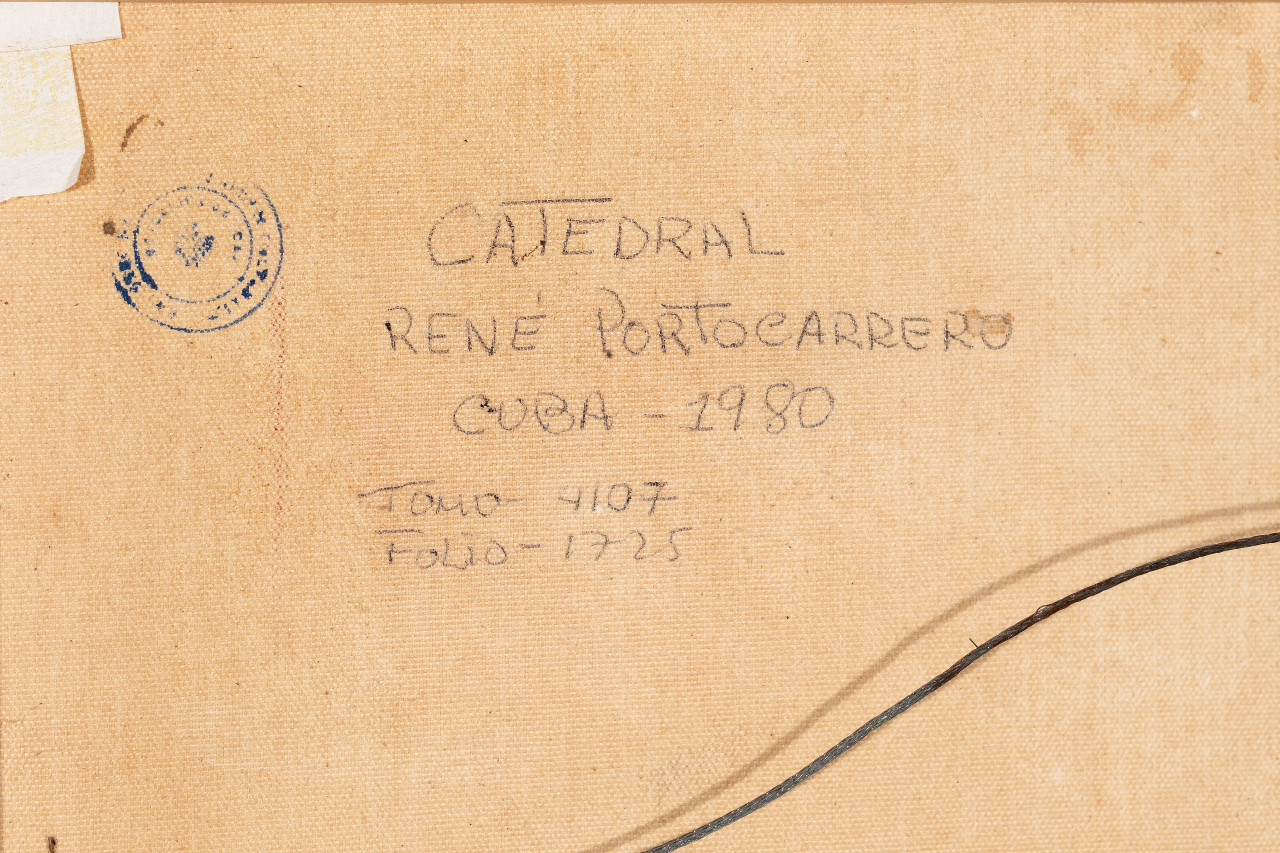 CATEDRAL
RENÉ PORTOCARRERO
CUBA - 1980
TOMO - 4107
FOLIO - 1725